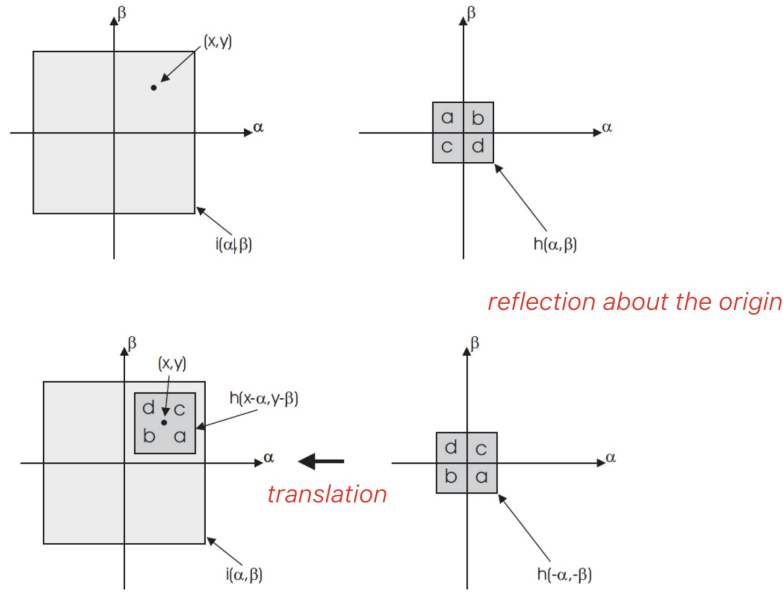 β
(x,y)
α
i(α,β)
β
a b
c d
α
h(α,β)
reflection about the origin
β
(x,y)
d c
b a
h(x-α,y-β)
α
i(α,β)
translation
β
d c
b a
α
h(-α,-β)